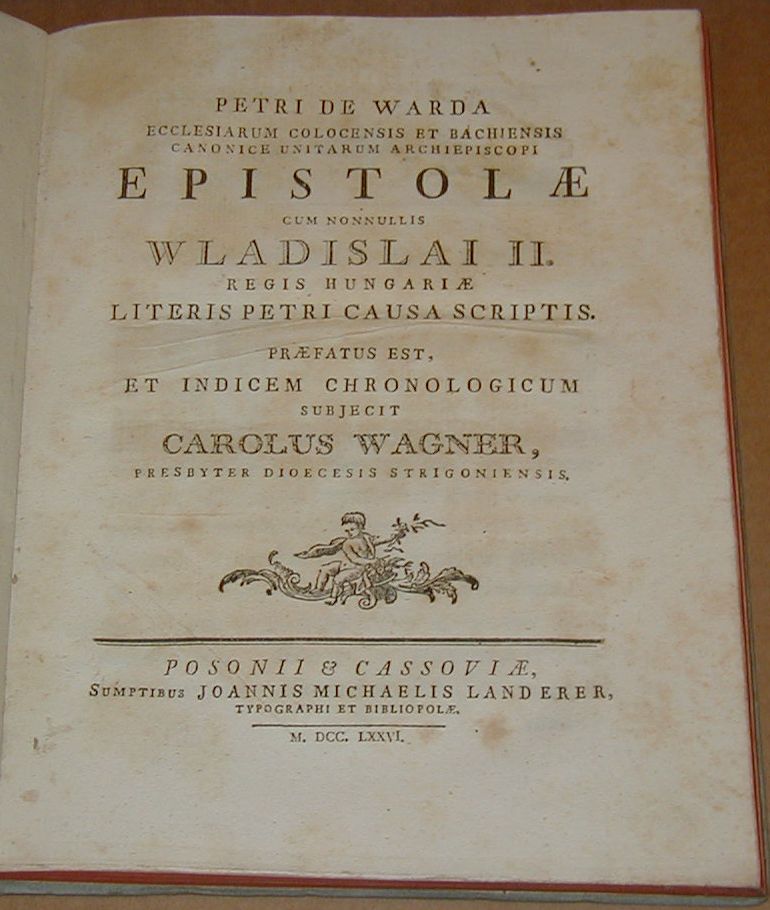 PETRI DE WARDA
ECCLESIARUM COLOCENSIS ET BACHIENSIS
CANONICE UNITARUM ARCHIEPISCOPI
EPISTOLÆ
CUM NONNULLIS
WLADISLAI II.
REGIS HUNGARIÆ
LITERIS PETRI CAUSA SCRIPTIS.
PRÆFATUS EST,
ET INDICEM CHRONOLOGICUM
SUBJECIT
CAROLUS WAGNER,
PRESBYTER DIOECESIS STRIGONIENSIS.
POSONII & CASSOVIÆ,
SUMPTIBUS JOANNIS MICHAELIS LANDERER,
TYPOGRAPHI ET BIBLIOPOLÆ.
M. DCC. LXXVI.